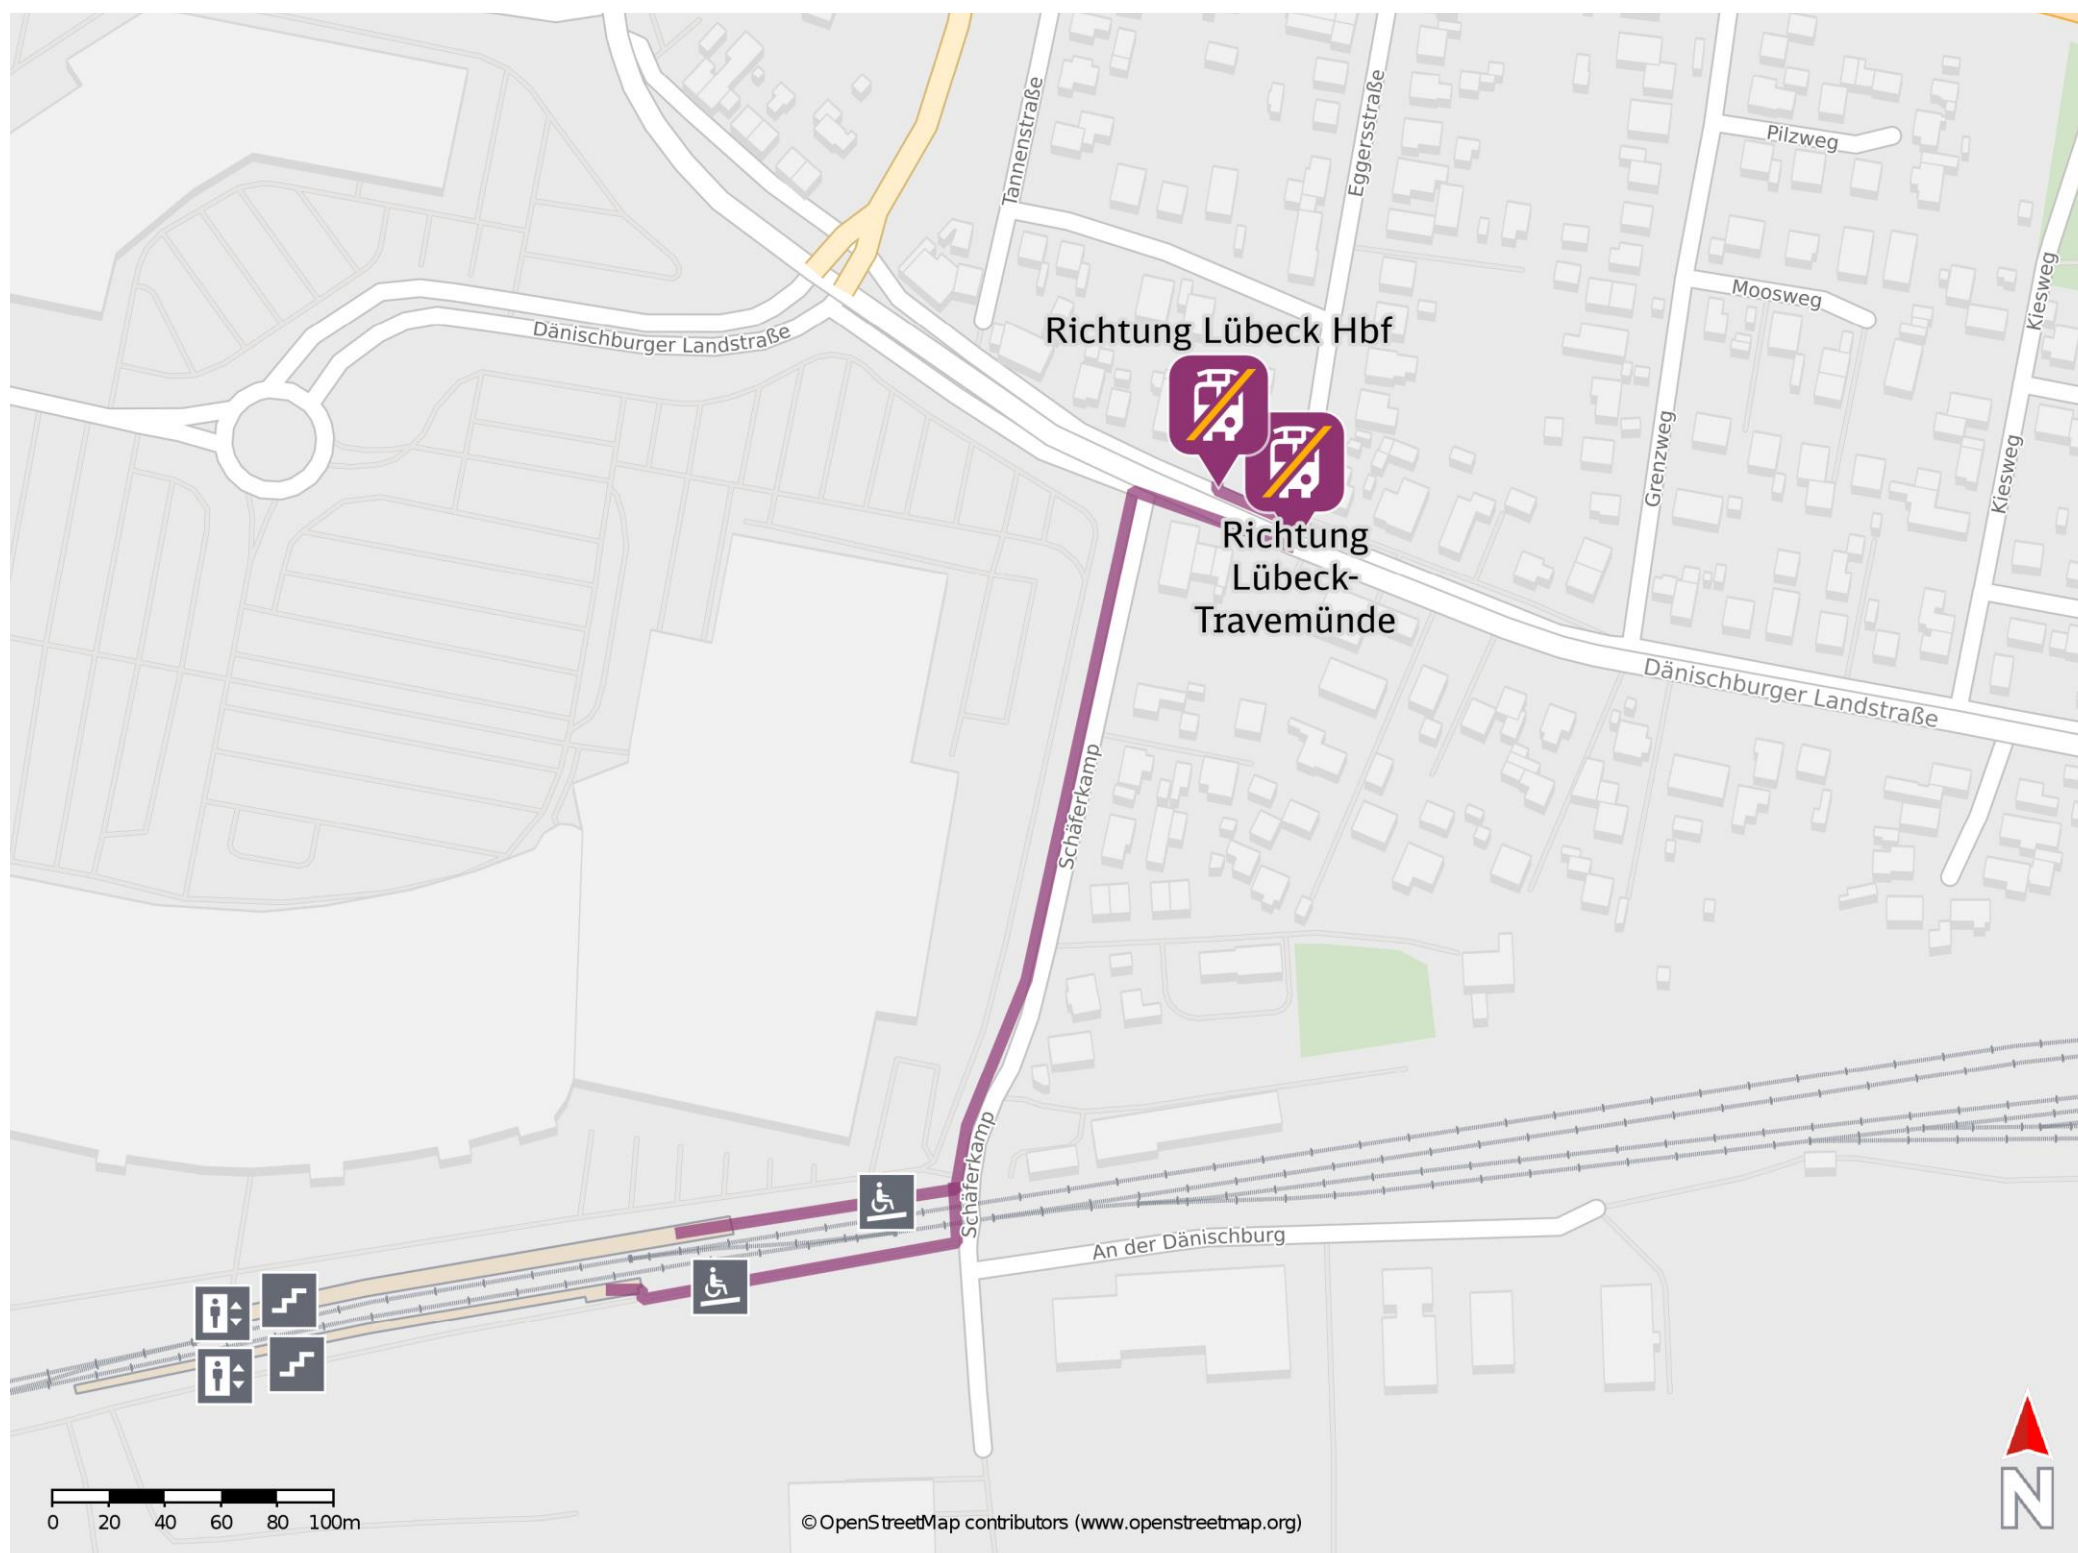 Tannenstraße
Eggersstraße
Pilzweg
Moosweg
Kiesweg
Dänischburger Landstraße
Richtung Lübeck Hbf
Grenzweg
Kiesweg
Richtung
Lübeck-
Travemünde
Dänischburger Landstraße
Schäferkamp
Schäferkamp
An der Dänischburg
0 20 40 60 80 100m
© OpenStreetMap contributors (www.openstreetmap.org)
N